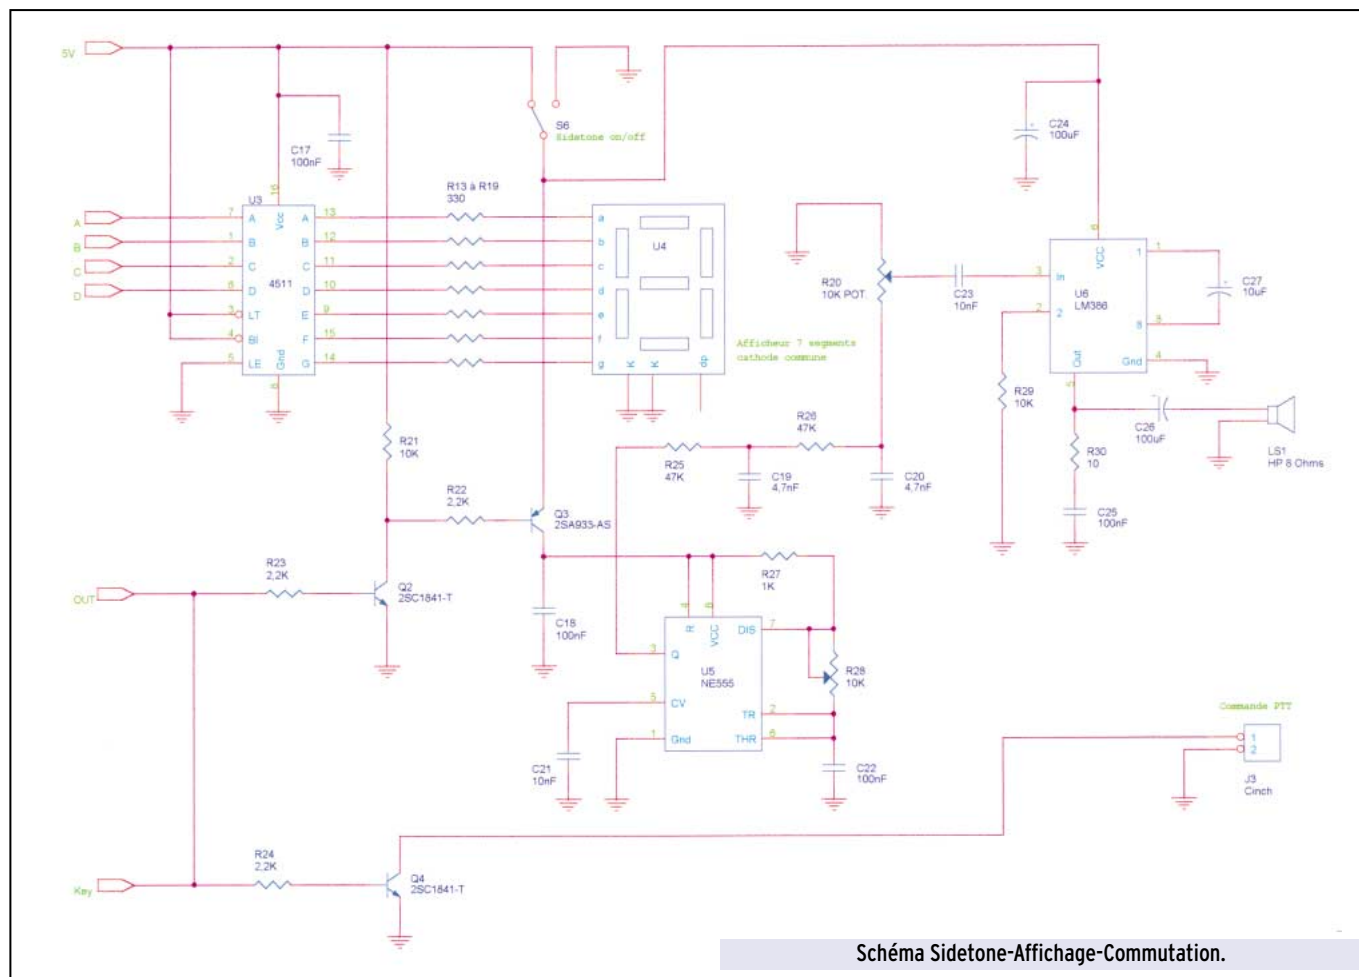 5V
S6
Sidetone on/off
C17
100nF
C24
100uF
R13 à R19
330
U3
16
Vcc
A
7
A
A
13
a
B
1
B
B
12
b
C
2
C
C
11
c
D
6
D
4511
D
10
d
3
LT
E
9
e
4
BI
F
15
f
5
LE
Gnd
G
14
g
8
U4
K
K
dp
Afficheur 7 segments
cathode commune
R20
10K POT.
C23
10nF
3
In
6
VCC
U6
LM386
2
2
1
1
C27
10uF
8
8
Gnd
4
Out
5
R29
10K
C26
100uF
LS1
HP 8 Ohms
R30
10
C25
100nF
R21
10K
R25
47K
R26
47K
C19
4,7nF
C20
4,7nF
R22
2,2K
Q3
2SA933-AS
R23
2,2K
OUT
Q2
2SC1841-T
C18
100nF
R27
1K
4
R
8
VCC
DIS
7
3
Q
U5
NE555
R28
10K
5
CV
TR
2
1
Gnd
THR
6
C21
10nF
C22
100nF
Commande PTT
1
2
J3
Cinch
R24
2,2K
Key
Q4
2SC1841-T
Schéma Sidetone-Affichage-Commutation.